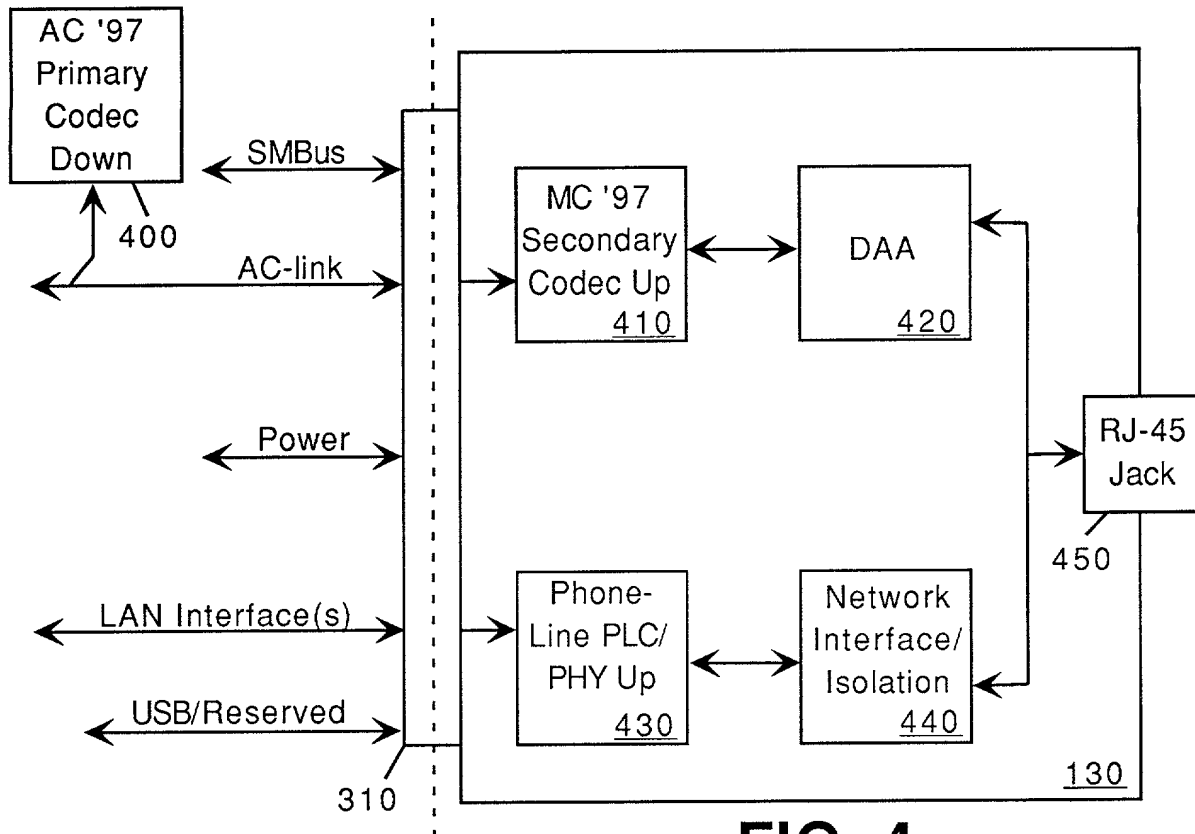 AC '97
Primary
Codec
Down
400
SMBus
AC-link
Power
LAN Interface(s)
USB/Reserved
310
MC '97
Secondary
Codec Up
410
DAA
420
Phone-
Line PLC/
PHY Up
430
Network
Interface/
Isolation
440
RJ-45
Jack
450
130
FIG. 4